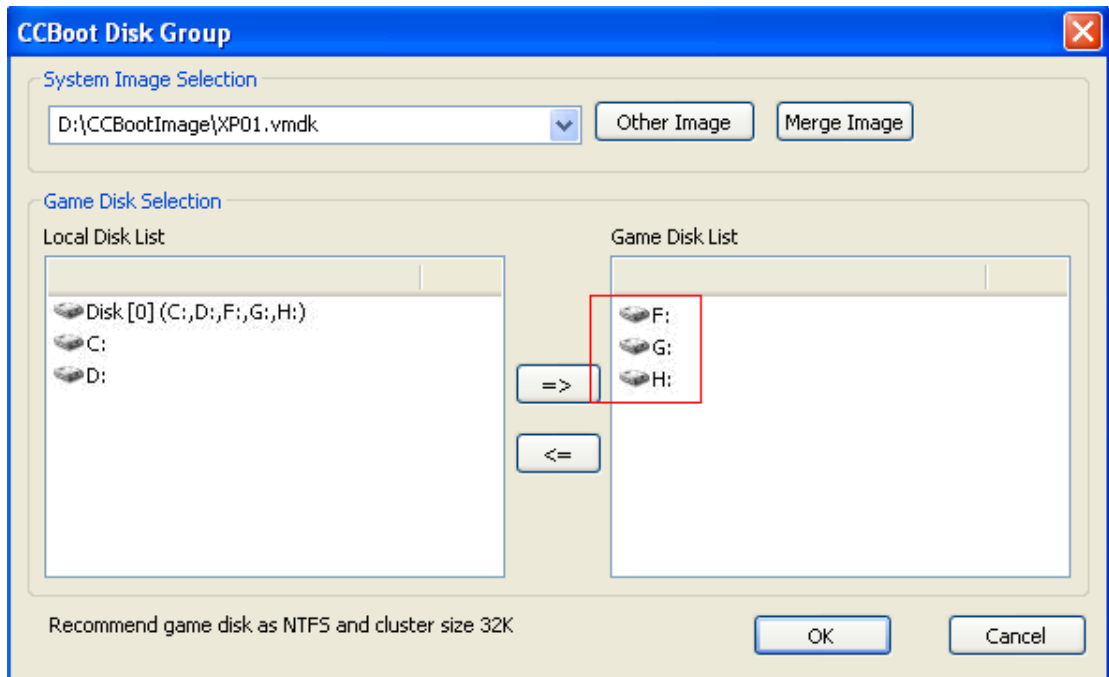 CCBoot Disk Group
System Image Selection
D:\CCBootImage\XP01.vmdk
Other Image
Merge Image
Game Disk Selection
Local Disk List
Game Disk List
Disk [0] (C:,D:,F:,G:,H:)
C:
D:
=>
<=
F:
G:
H:
Recommend game disk as NTFS and cluster size 32K
OK
Cancel